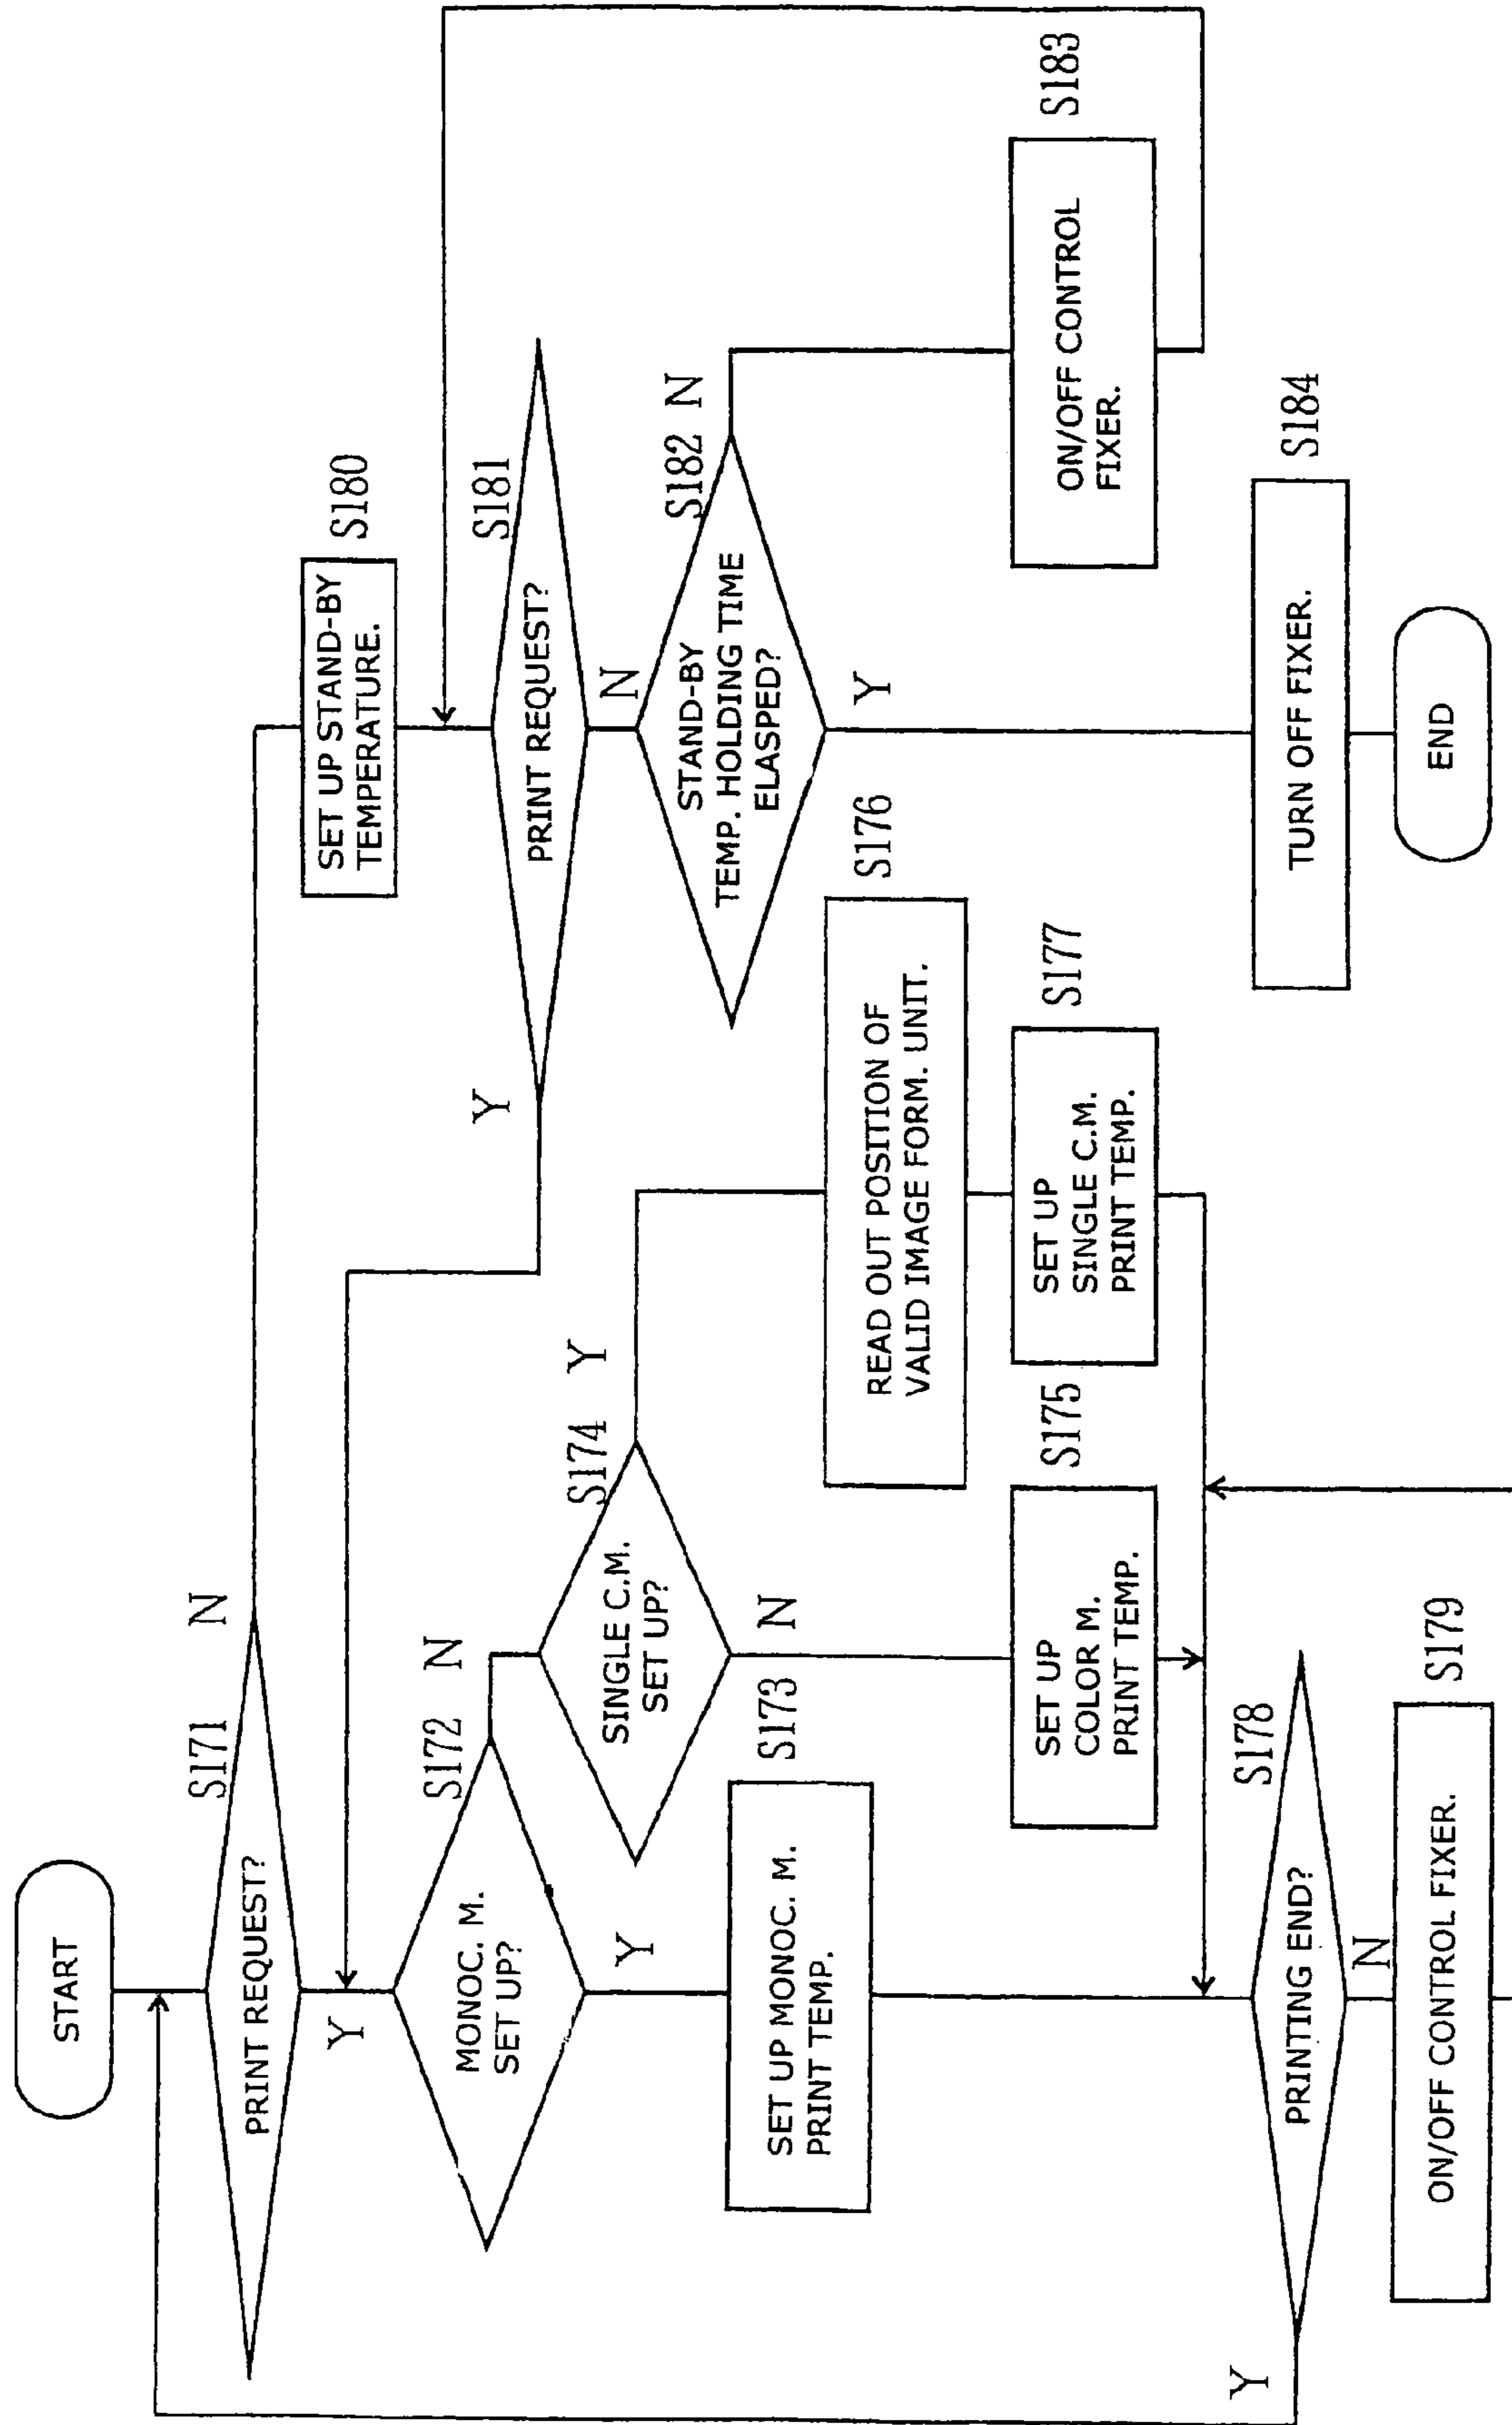 START
S171
PRINT REQUEST?
N
Y
S172
MONOC. M.
SET UP?
N
Y
S173
SET UP MONOC. M.
PRINT TEMP.
S174
SINGLE C.M.
SET UP?
Y
N
S175
SET UP
COLOR M.
PRINT TEMP.
S176
READ OUT POSITION OF
VALID IMAGE FORM. UNIT.
S177
SET UP
SINGLE C.M.
PRINT TEMP.
S178
PRINTING END?
Y
N
S179
ON/OFF CONTROL FIXER.
S180
SET UP STAND-BY
TEMPERATURE.
S181
PRINT REQUEST?
Y
N
S182
STAND-BY
TEMP. HOLDING TIME
ELASPED?
N
Y
S183
ON/OFF CONTROL
FIXER.
S184
TURN OFF FIXER.
END